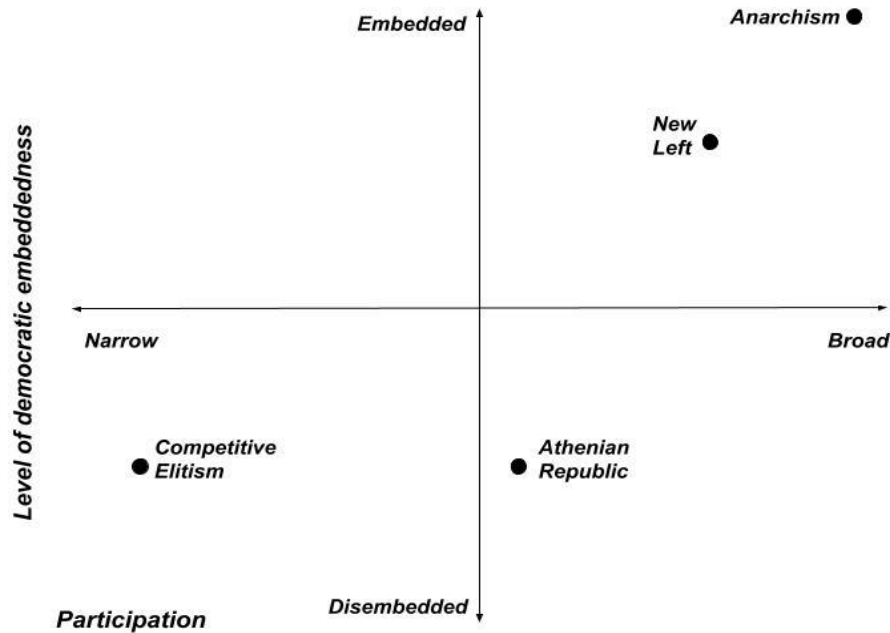 Embedded
Anarchism
New
Left
Level of democratic embeddedness
Narrow
Broad
Competitive
Elitism
Athenian
Republic
Disembedded
Participation